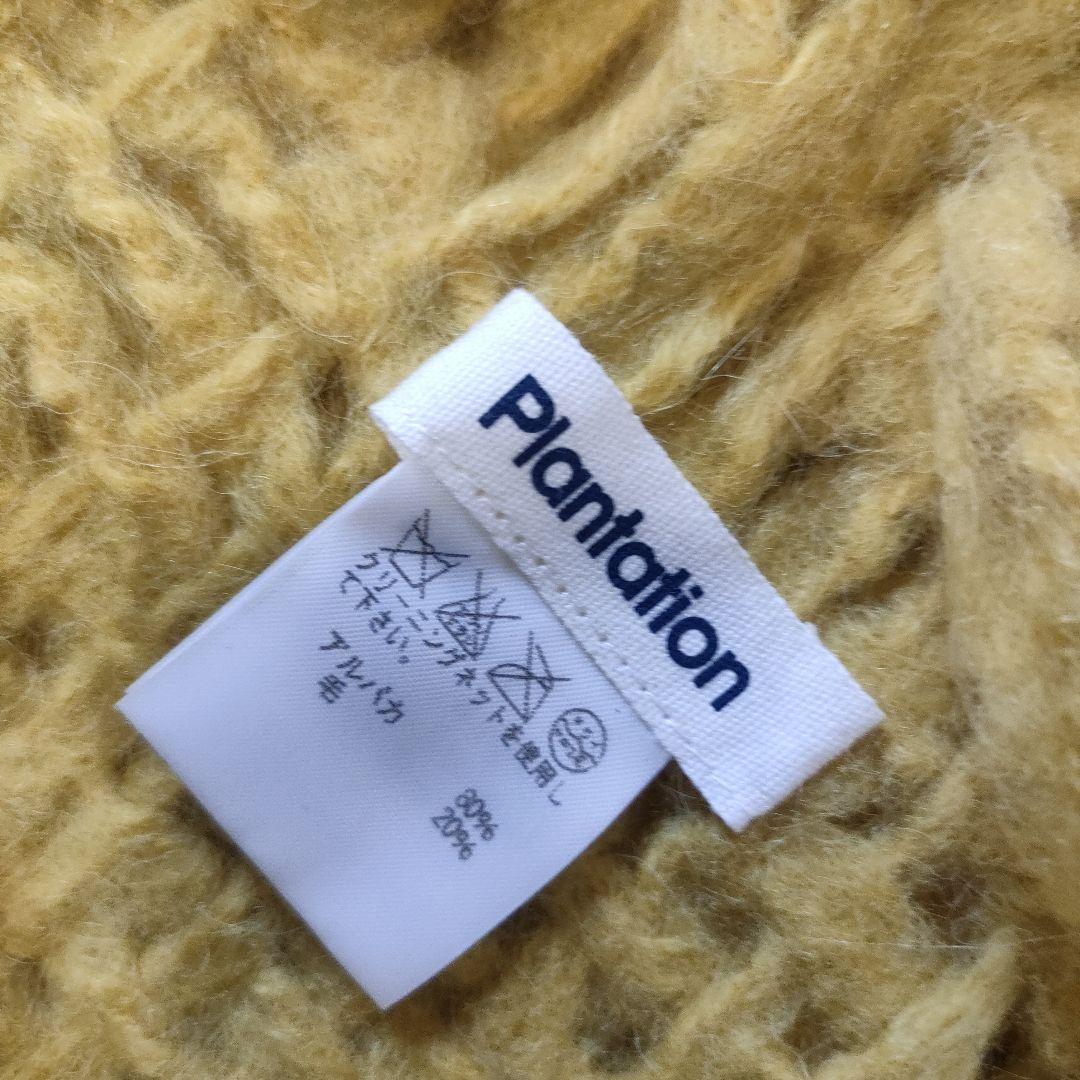 Plantation
クリーニングネットを使用し
て下さい。
アルパカ 80%
毛 20%